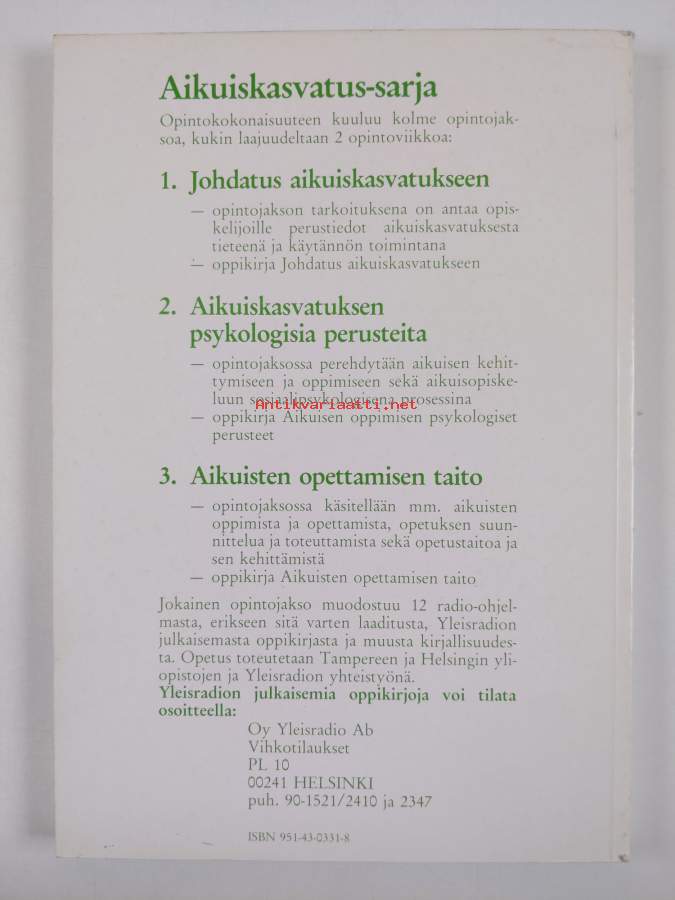 Aikuiskasvatus-sarja
Opintokokonaisuuteen kuuluu kolme opintojak-
soa, kukin laajuudeltaan 2 opintoviikkoa:
1. Johdatus aikuiskasvatukseen
— opintojakson tarkoituksena on antaa opis-
kelijoille perustiedot aikuiskasvatuksesta
tieteenä ja käytännön toimintana
— oppikirja Johdatus aikuiskasvatukseen
2. Aikuiskasvatuksen
psykologisia perusteita
— opintojaksossa perehdytään aikuisen kehit-
tymiseen ja oppimiseen sekä aikuisopiske-
luun sosiaalipsykologisena prosessina
Antikvariaatti.net
— oppikirja Aikuisen oppimisen psykologiset
perusteet
3. Aikuisten opettamisen taito
— opintojaksossa käsitellään mm. aikuisten
oppimista ja opettamista, opetuksen suun-
nittelua ja toteuttamista sekä opetustaitoa ja
sen kehittämistä
— oppikirja Aikuisten opettamisen taito
Jokainen opintojakso muodostuu 12 radio-ohjel-
masta, erikseen sitä varten laaditusta, Yleisradion
julkaisemasta oppikirjasta ja muusta kirjallisuudes-
ta. Opetus toteutetaan Tampereen ja Helsingin yli-
opistojen ja Yleisradion yhteistyönä.
Yleisradion julkaisemia oppikirjoja voi tilata
osoitteella:
Oy Yleisradio Ab
Vihkotilaukset
PL 10
00241 HELSINKI
puh. 90-1521/2410 ja 2347
ISBN 951-43-0331-8